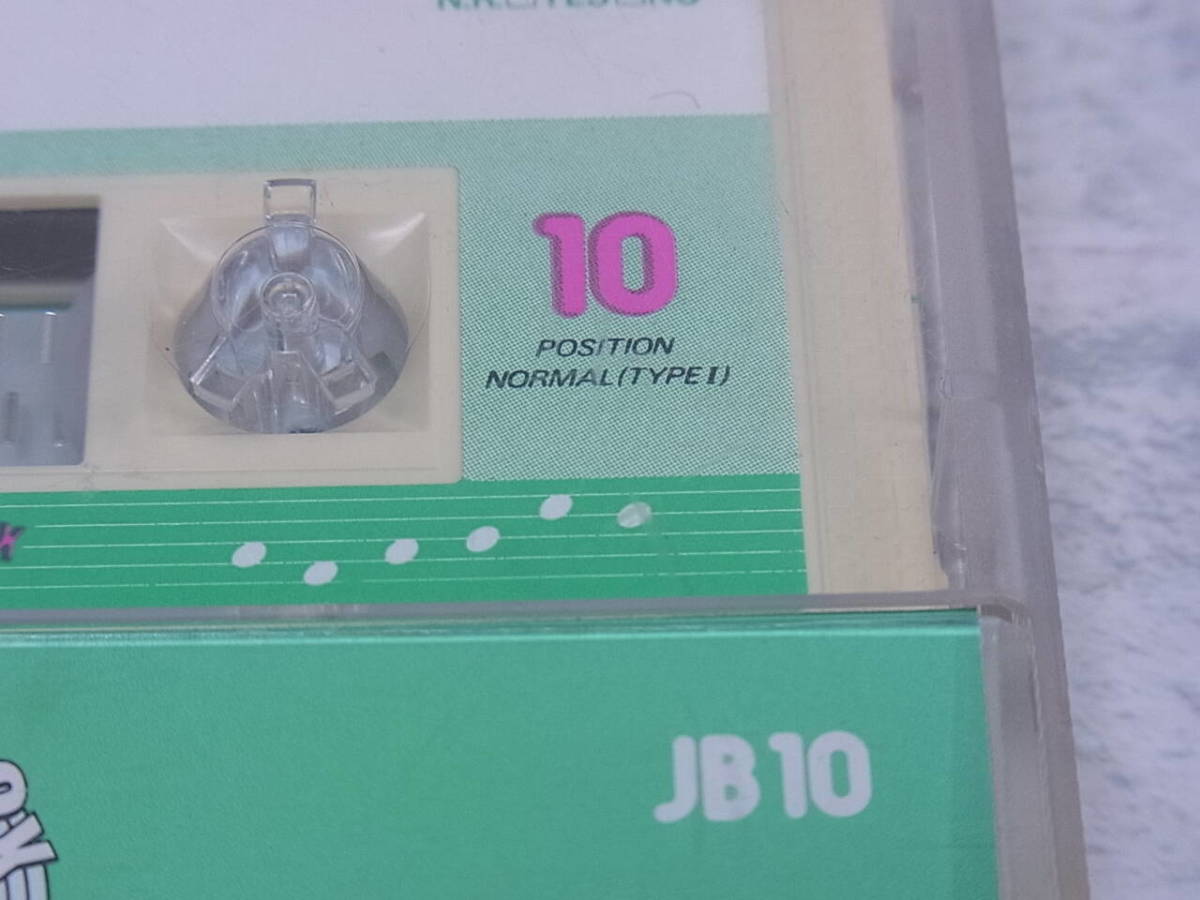 10
POSITION
NORMAL(TYPE I)
JB10